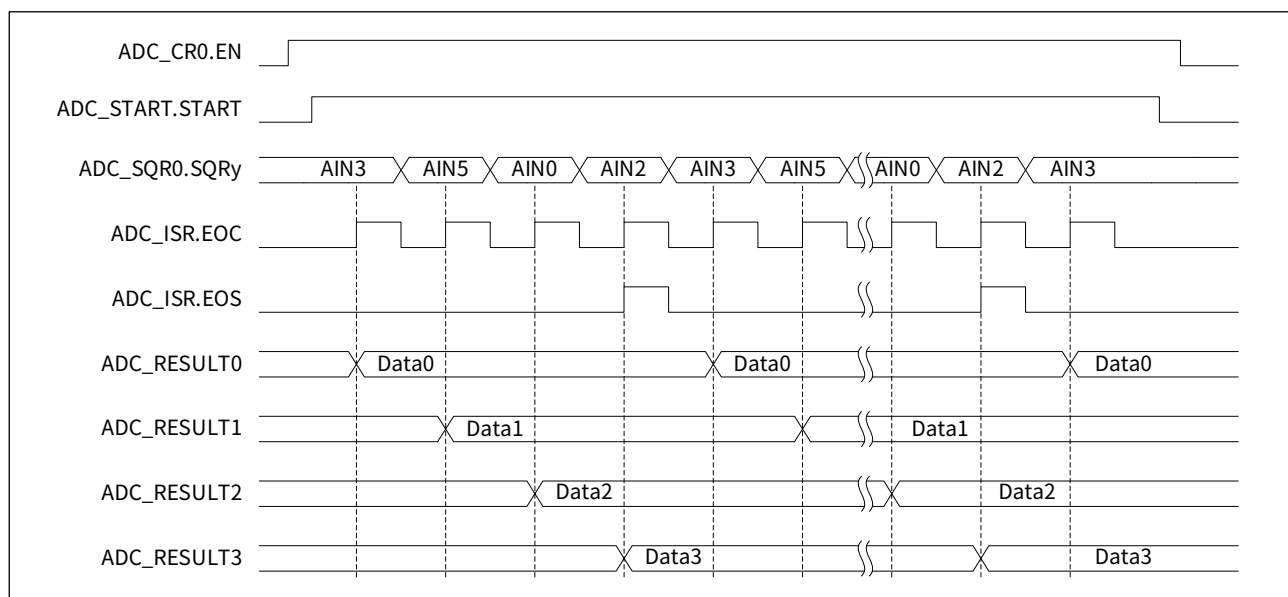 ADC_CR0.EN
ADC_START.START
ADC_SQR0.SQRy AIN3 AIN5 AIN0 AIN2 AIN3 AIN5 AIN0 AIN2 AIN3
ADC_ISR.EOC
ADC_ISR.EOS
ADC_RESULT0 Data0 Data0 Data0
ADC_RESULT1 Data1 Data1
ADC_RESULT2 Data2 Data2
ADC_RESULT3 Data3 Data3